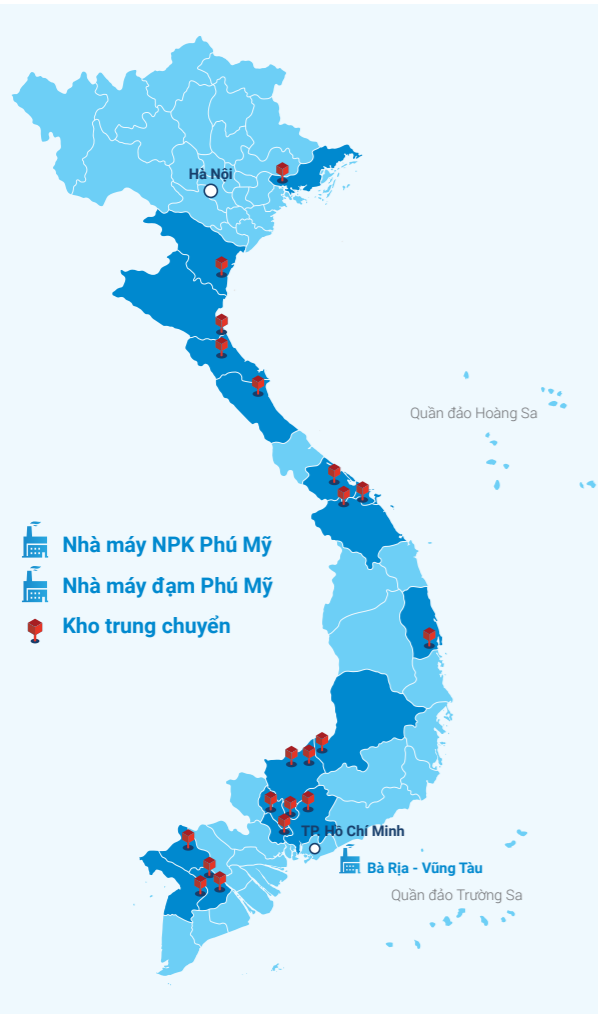 Hà Nội
Quần đảo Hoàng Sa
Nhà máy NPK Phú Mỹ
Nhà máy đạm Phú Mỹ
Kho trung chuyển
TP. Hồ Chí Minh
Bà Rịa - Vũng Tàu
Quần đảo Trường Sa